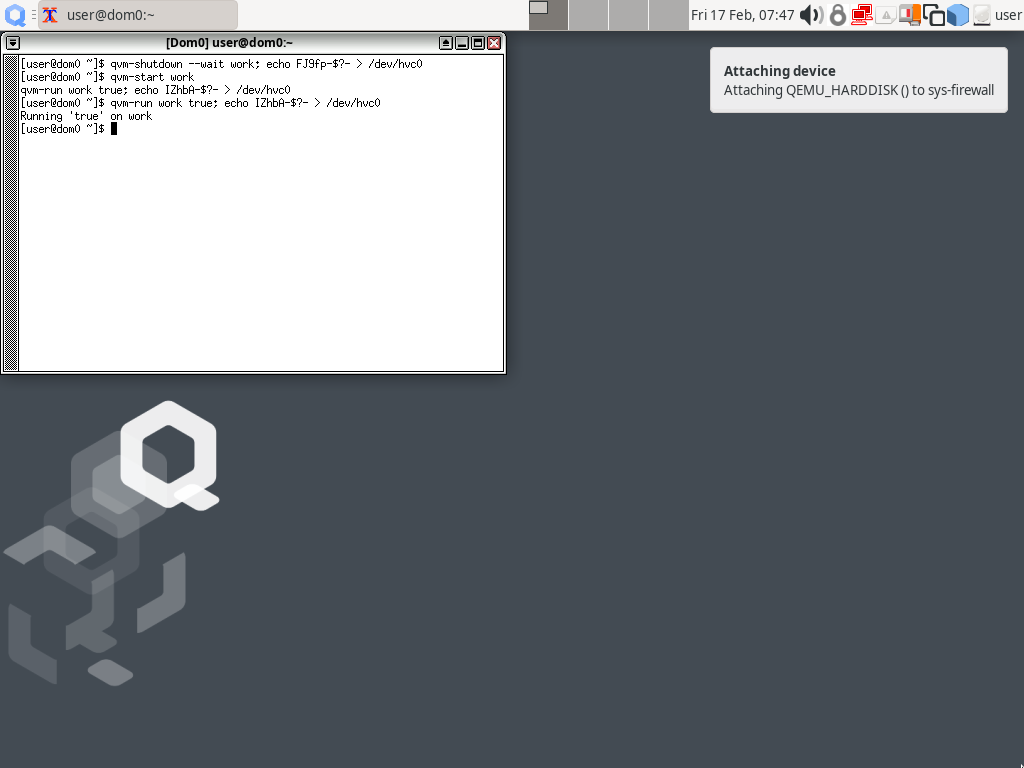 user@dom0:~
Fri 17 Feb, 07:47
user
[Dom0] user@dom0:~
[user@dom0 ~]$ qvm-shutdown --wait work; echo FJ9fp-$?- > /dev/hvc0
[user@dom0 ~]$ qvm-start work
qvm-run work true; echo IZhbA-$?- > /dev/hvc0
[user@dom0 ~]$ qvm-run work true; echo IZhbA-$?- > /dev/hvc0
Running 'true' on work
[user@dom0 ~]$
Attaching device
Attaching QEMU_HARDDISK () to sys-firewall